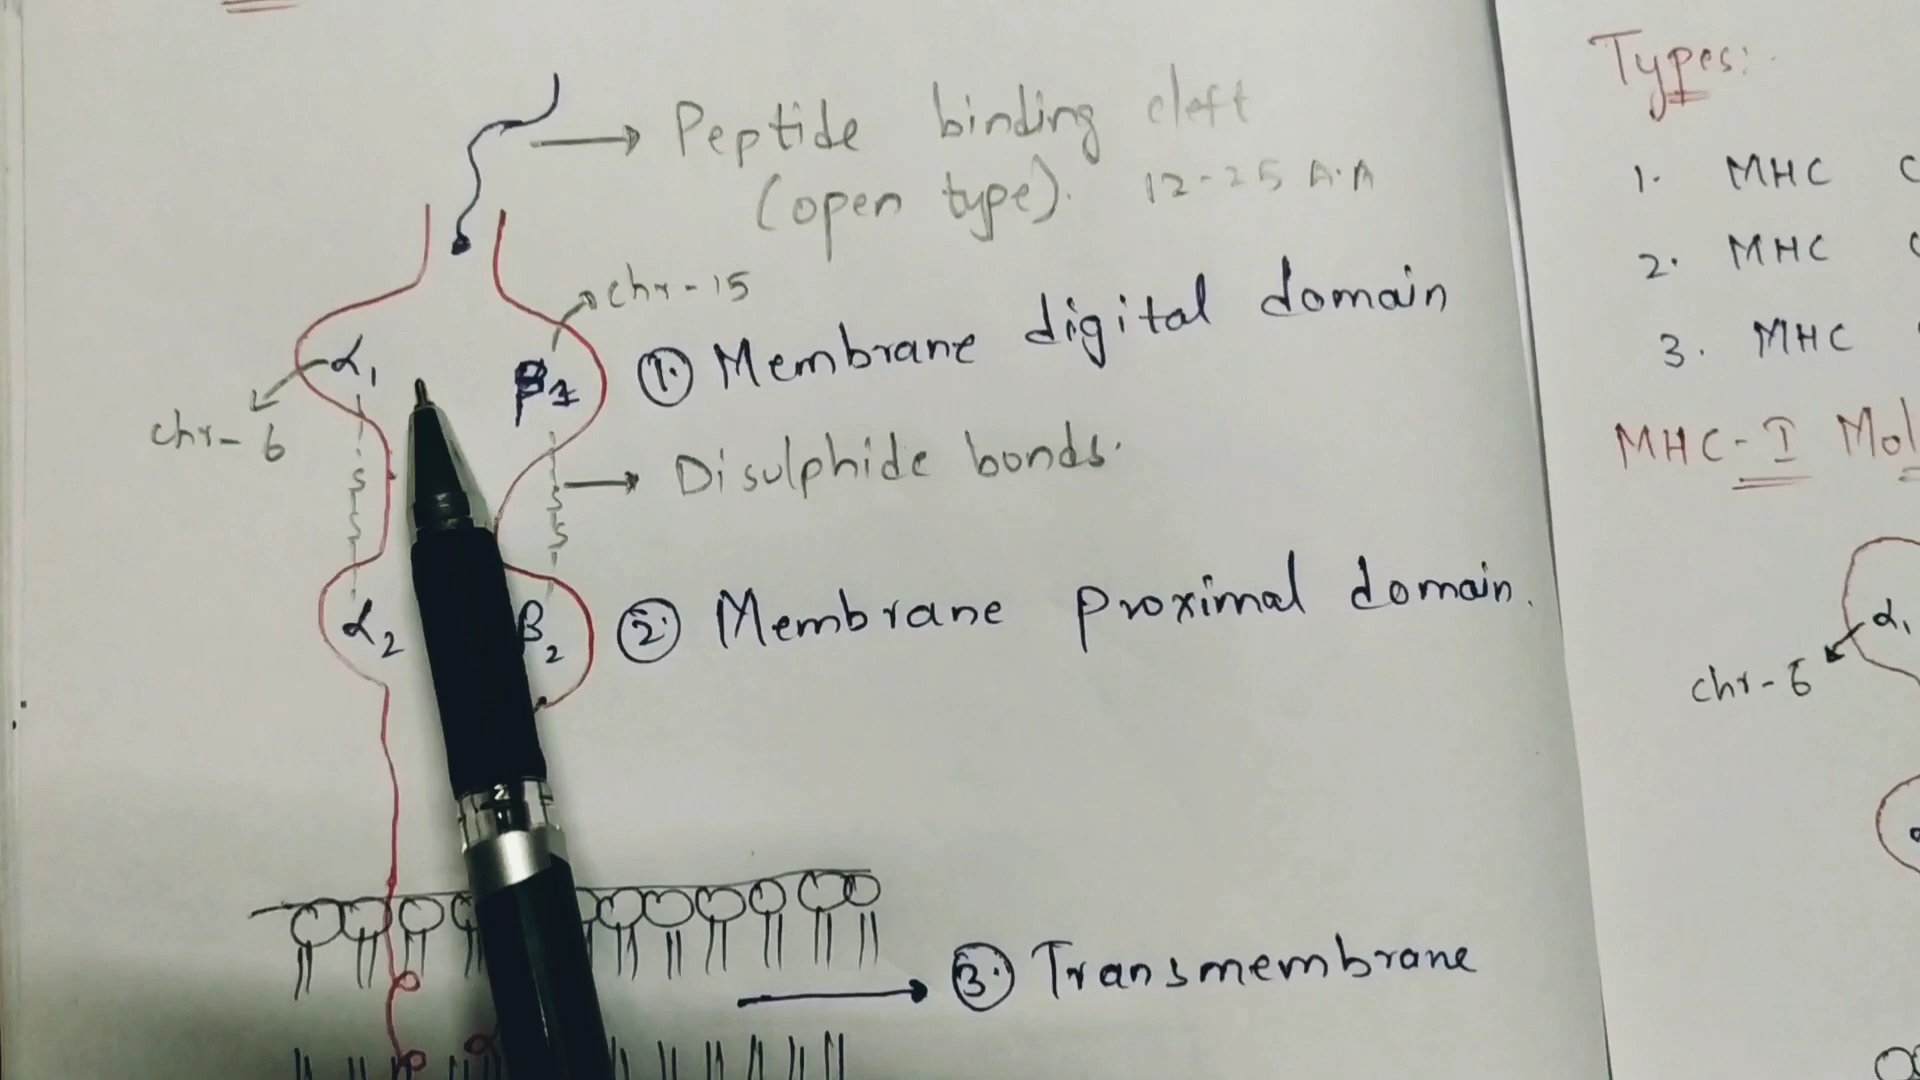 Peptide binding cleft
(open type). 12-25 A.A
chr-15
α1
β1
chr-6
1. Membrane digital domain
S
S
S
S
Disulphide bonds.
α2
β2
2. Membrane proximal domain.
3. Transmembrane
Types:
1. MHC C
2. MHC C
3. MHC
MHC-I Mol
α1
chr-6